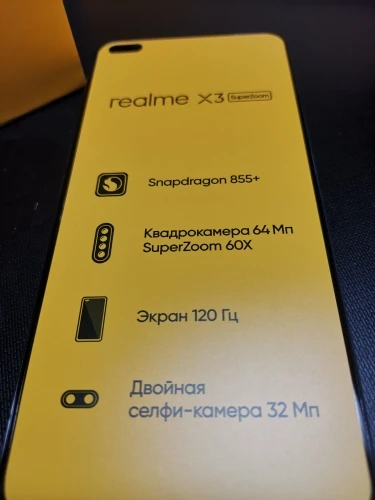 realme X3 SuperZoom
Snapdragon 855+
Квадрокамера 64 Мп
SuperZoom 60X
Экран 120 Гц
Двойная
селфи-камера 32 Мп